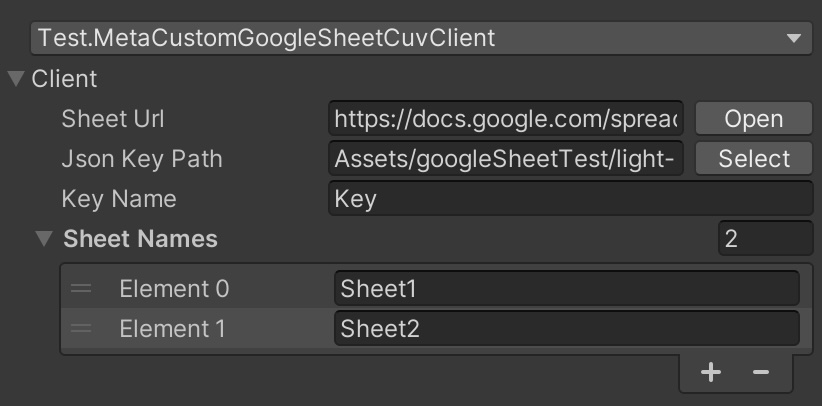 Test.MetaCustomGoogleSheetCuvClient
Client
Sheet Url https://docs.google.com/spread Open
Json Key Path Assets/googleSheetTest/light- Select
Key Name Key
Sheet Names 2
Element 0 Sheet1
Element 1 Sheet2
+ −